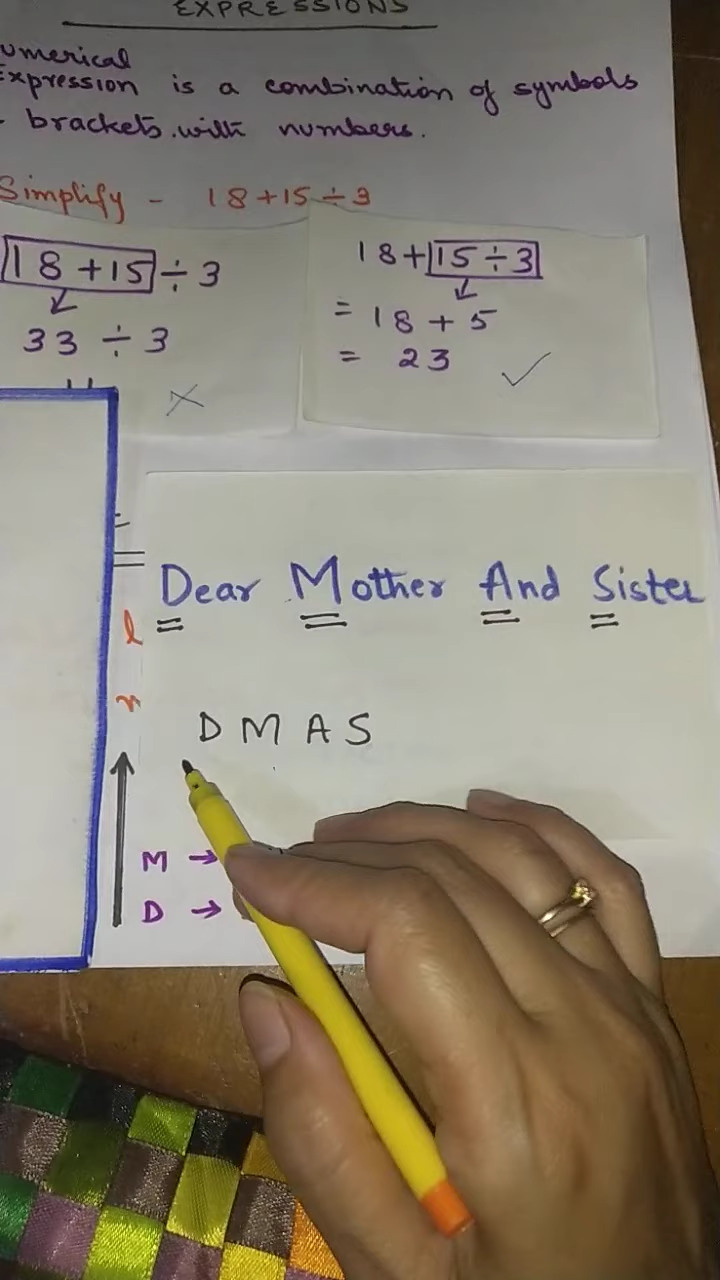 EXPRESSIONS
umerical
Expression is a combination of symbols
brackets with numbers.
Simplify - 18+15÷3
18+15÷3
33÷3
×
18+15÷3
= 18+5
= 23 ✓
Dear Mother And Sister
l
r
DMAS
M →
D →